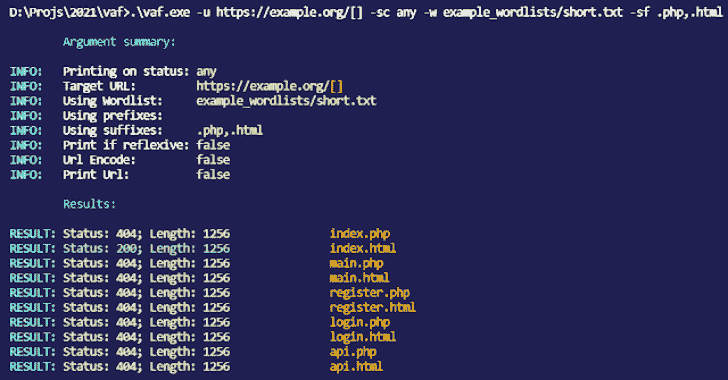 D:\Projs\2021\vaf>.\vaf.exe -u https://example.org/[] -sc any -w example_wordlists/short.txt -sf .php,.html
Argument summary:
INFO: Printing on status: any
INFO: Target URL: https://example.org/[]
INFO: Using Wordlist: example_wordlists/short.txt
INFO: Using prefixes:
INFO: Using suffixes: .php,.html
INFO: Print if reflexive: false
INFO: Url Encode: false
INFO: Print Url: false
Results:
RESULT: Status: 404; Length: 1256 index.php
RESULT: Status: 200; Length: 1256 index.html
RESULT: Status: 404; Length: 1256 main.php
RESULT: Status: 404; Length: 1256 main.html
RESULT: Status: 404; Length: 1256 register.php
RESULT: Status: 404; Length: 1256 register.html
RESULT: Status: 404; Length: 1256 login.php
RESULT: Status: 404; Length: 1256 login.html
RESULT: Status: 404; Length: 1256 api.php
RESULT: Status: 404; Length: 1256 api.html